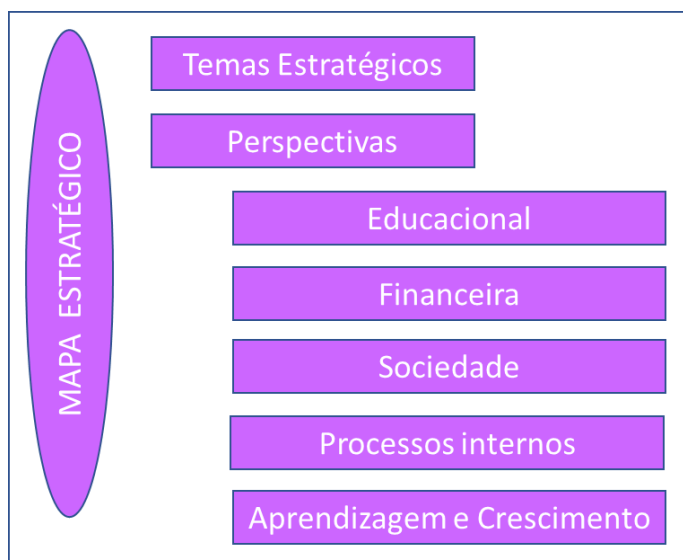 MAPA ESTRATÉGICO
Temas Estratégicos
Perspectivas
Educacional
Financeira
Sociedade
Processos internos
Aprendizagem e Crescimento